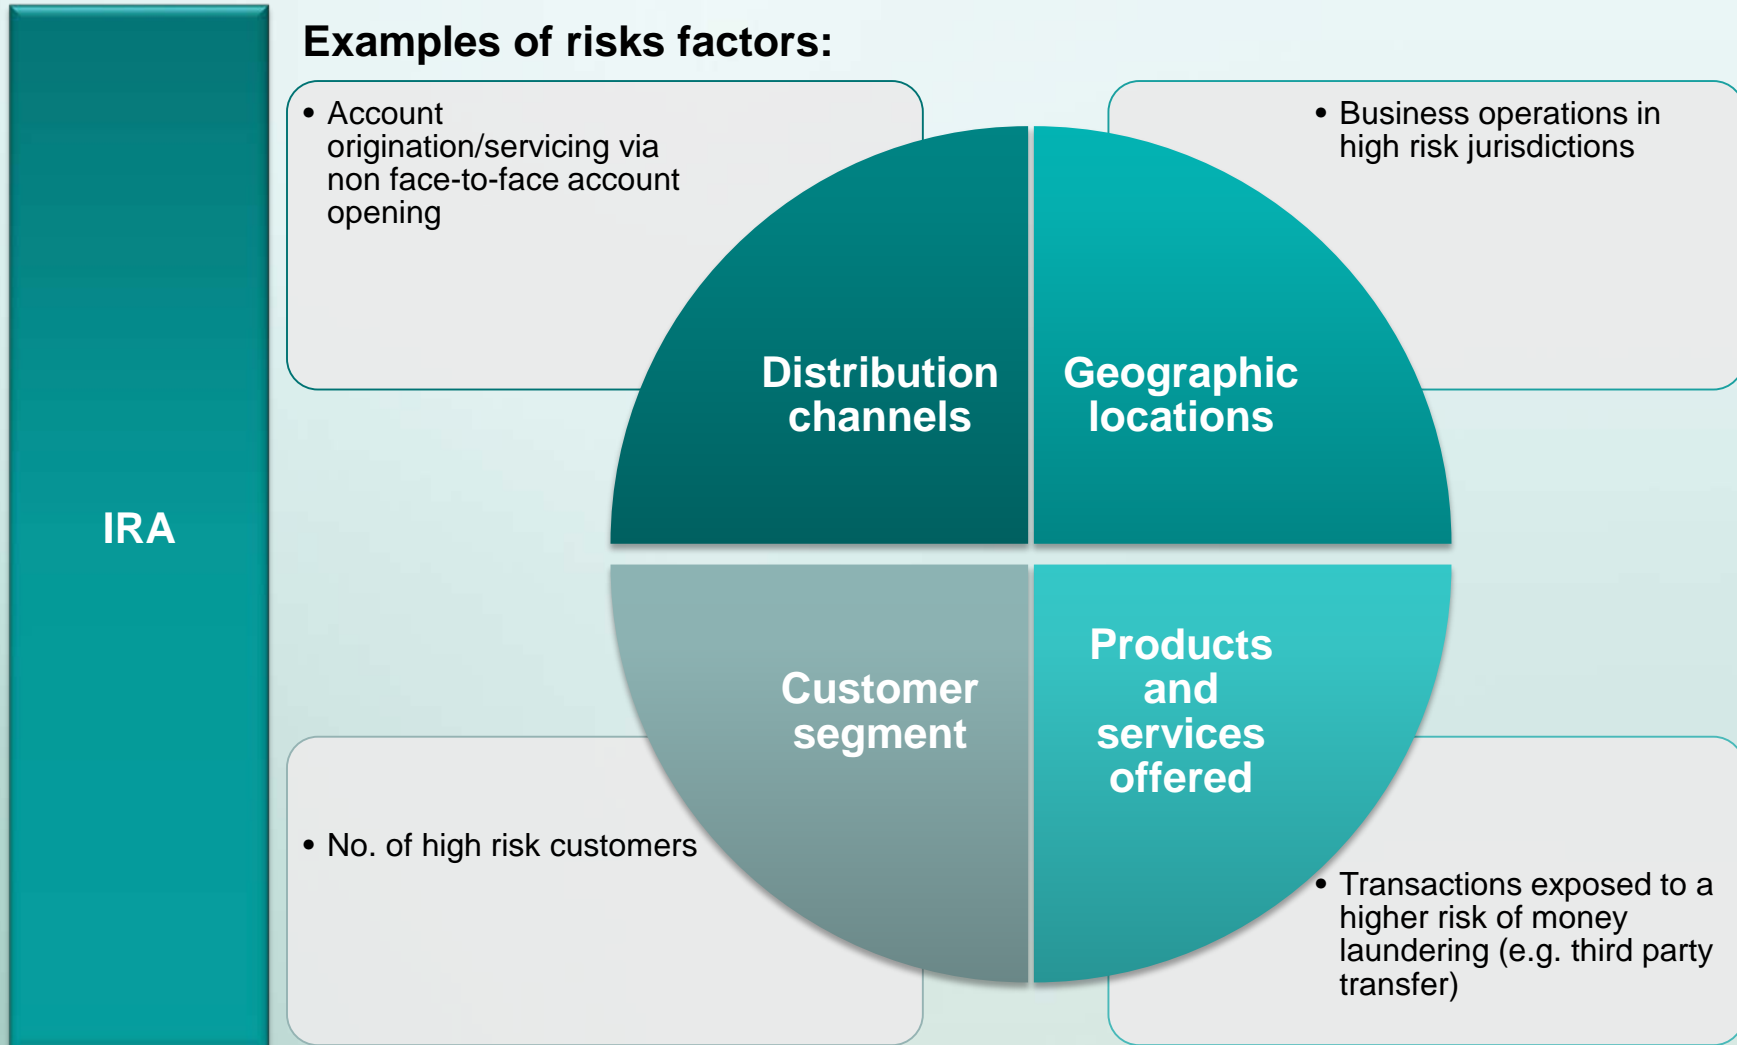 Examples of risks factors:
• Account
origination/servicing via
non face-to-face account
opening
• Business operations in
high risk jurisdictions
Distribution
channels
Geographic
locations
IRA
Customer
segment
Products
and
services
offered
• No. of high risk customers
• Transactions exposed to a
higher risk of money
laundering (e.g. third party
transfer)